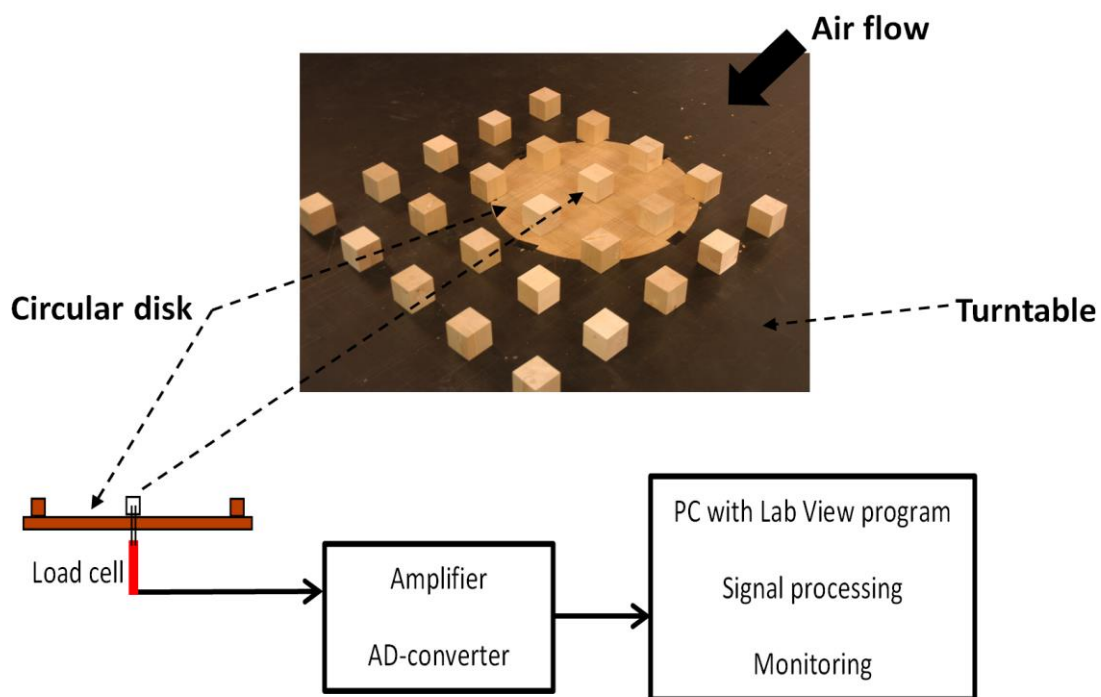 Air flow
Circular disk
Turntable
Load cell
Amplifier
AD-converter
PC with Lab View program
Signal processing
Monitoring